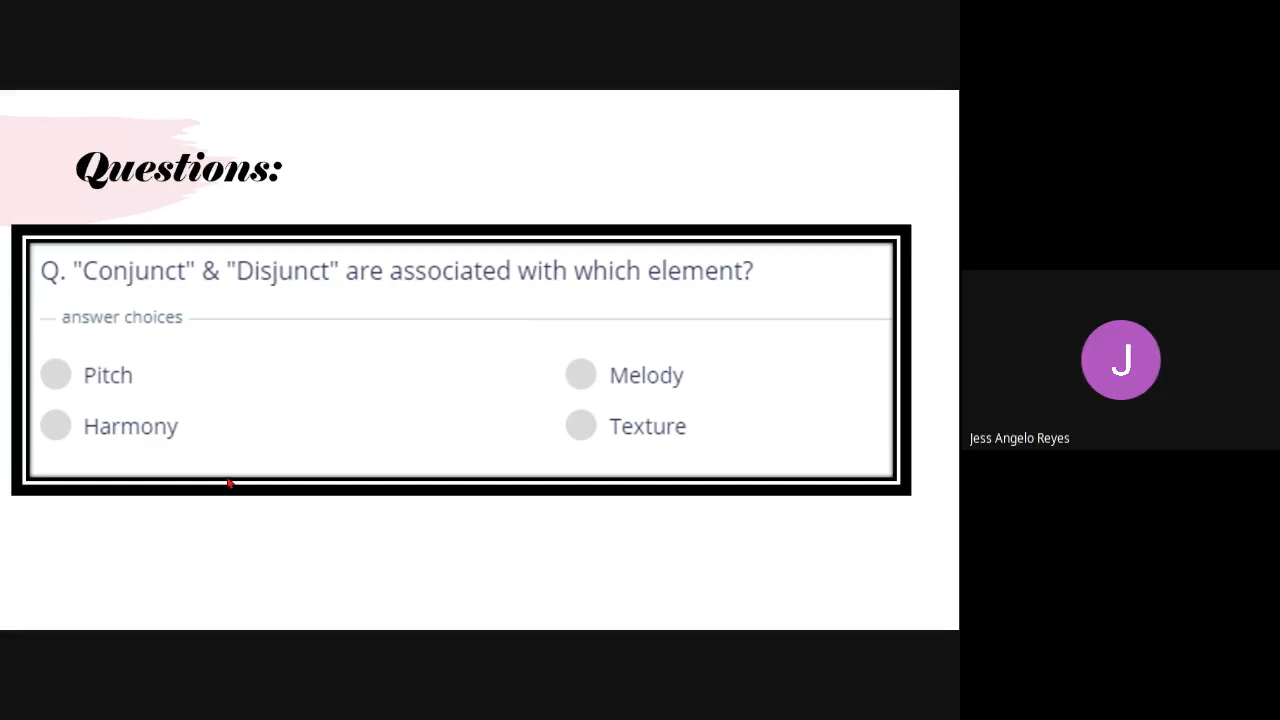 Questions:
Q. "Conjunct" & "Disjunct" are associated with which element?
answer choices
Pitch
Melody
Harmony
Texture
J
Jess Angelo Reyes